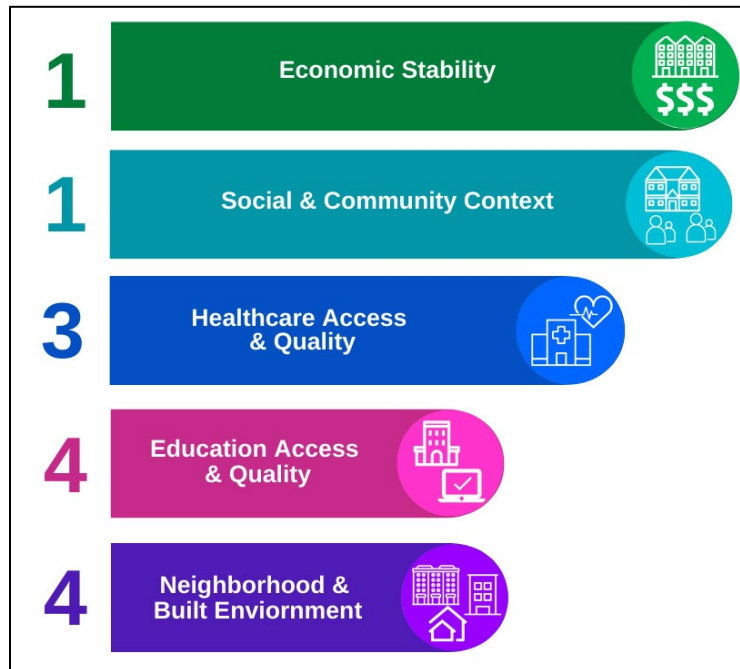 1
Economic Stability
$$$
1
Social & Community Context
3
Healthcare Access
& Quality
4
Education Access
& Quality
4
Neighborhood &
Built Enviornment